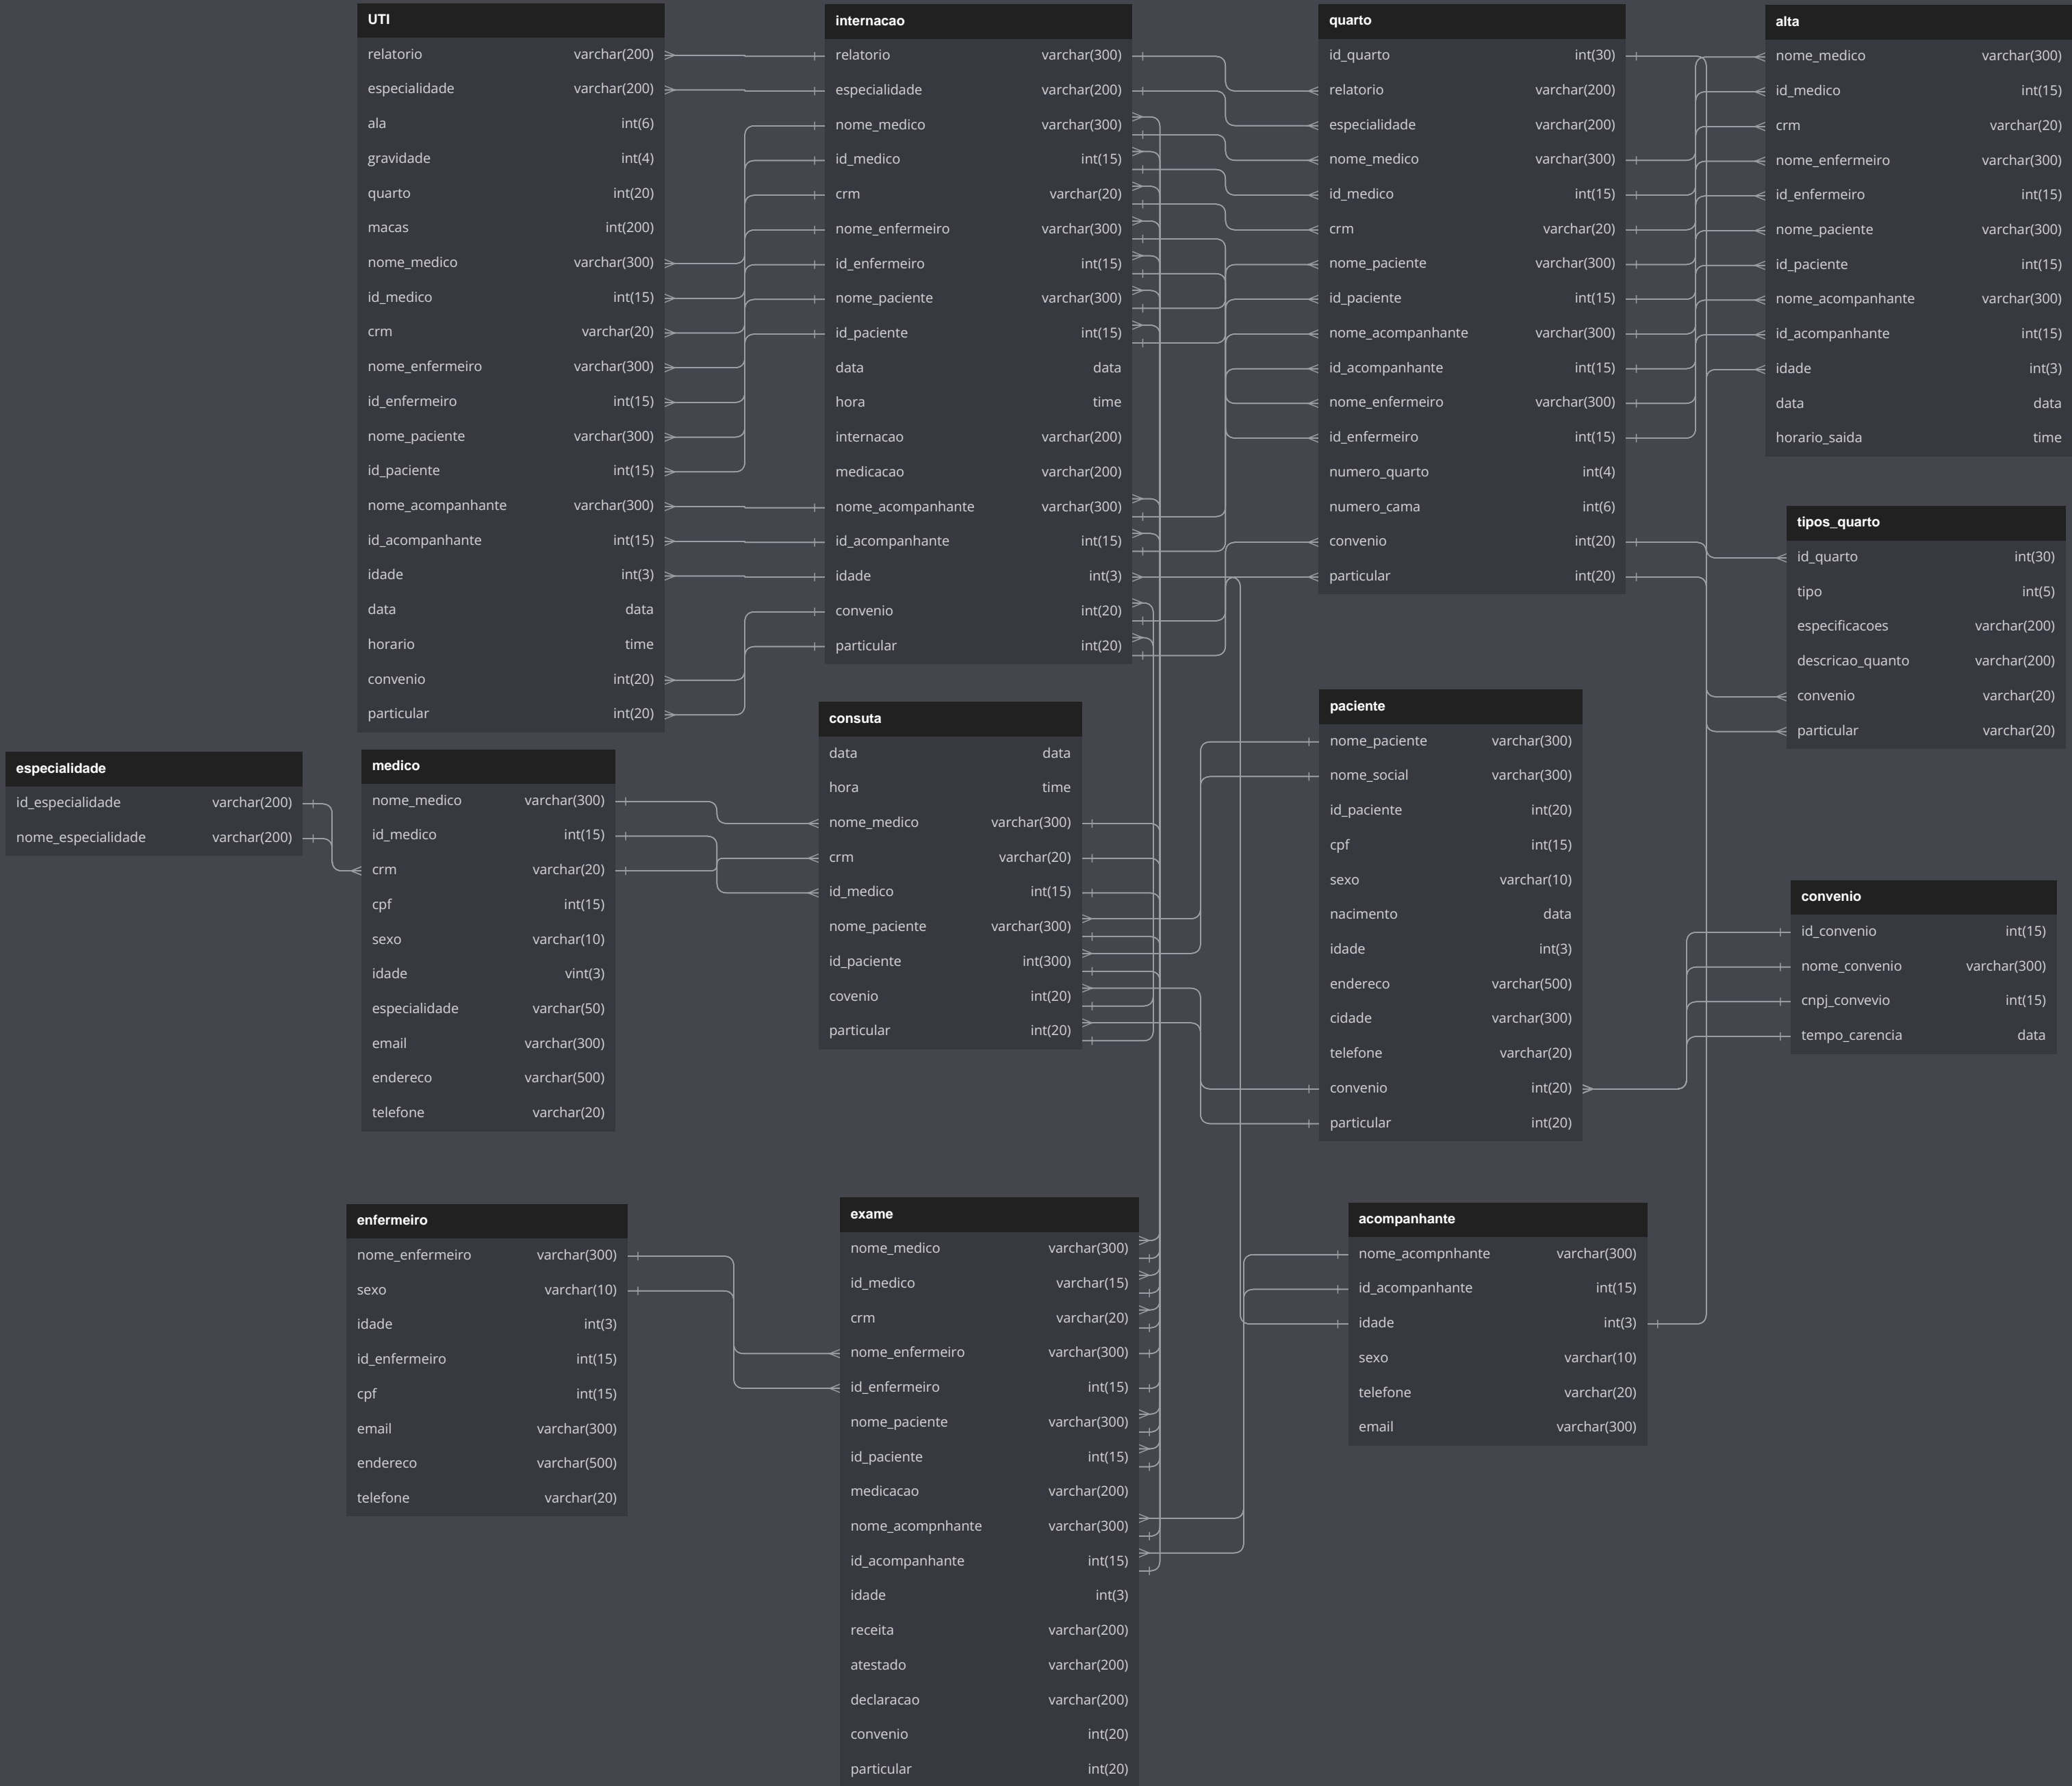 UTI
relatorio varchar(200)
especialidade varchar(200)
ala int(6)
gravidade int(4)
quarto int(20)
macas int(200)
nome_medico varchar(300)
id_medico int(15)
crm varchar(20)
nome_enfermeiro varchar(300)
id_enfermeiro int(15)
nome_paciente varchar(300)
id_paciente int(15)
nome_acompanhante varchar(300)
id_acompanhante int(15)
idade int(3)
data data
horario time
convenio int(20)
particular int(20)
internacao
relatorio varchar(300)
especialidade varchar(200)
nome_medico varchar(300)
id_medico int(15)
crm varchar(20)
nome_enfermeiro varchar(300)
id_enfermeiro int(15)
nome_paciente varchar(300)
id_paciente int(15)
data data
hora time
internacao varchar(200)
medicacao varchar(200)
nome_acompanhante varchar(300)
id_acompanhante int(15)
idade int(3)
convenio int(20)
particular int(20)
quarto
id_quarto int(30)
relatorio varchar(200)
especialidade varchar(200)
nome_medico varchar(300)
id_medico int(15)
crm varchar(20)
nome_paciente varchar(300)
id_paciente int(15)
nome_acompanhante varchar(300)
id_acompanhante int(15)
nome_enfermeiro varchar(300)
id_enfermeiro int(15)
numero_quarto int(4)
numero_cama int(6)
convenio int(20)
particular int(20)
alta
nome_medico varchar(300)
id_medico int(15)
crm varchar(20)
nome_enfermeiro varchar(300)
id_enfermeiro int(15)
nome_paciente varchar(300)
id_paciente int(15)
nome_acompanhante varchar(300)
id_acompanhante int(15)
idade int(3)
data data
horario_saida time
tipos_quarto
id_quarto int(30)
tipo int(5)
especificacoes varchar(200)
descricao_quanto varchar(200)
convenio varchar(20)
particular varchar(20)
especialidade
id_especialidade varchar(200)
nome_especialidade varchar(200)
medico
nome_medico varchar(300)
id_medico int(15)
crm varchar(20)
cpf int(15)
sexo varchar(10)
idade vint(3)
especialidade varchar(50)
email varchar(300)
endereco varchar(500)
telefone varchar(20)
consuta
data data
hora time
nome_medico varchar(300)
crm varchar(20)
id_medico int(15)
nome_paciente varchar(300)
id_paciente int(300)
covenio int(20)
particular int(20)
paciente
nome_paciente varchar(300)
nome_social varchar(300)
id_paciente int(20)
cpf int(15)
sexo varchar(10)
nacimento data
idade int(3)
endereco varchar(500)
cidade varchar(300)
telefone varchar(20)
convenio int(20)
particular int(20)
convenio
id_convenio int(15)
nome_convenio varchar(300)
cnpj_convevio int(15)
tempo_carencia data
enfermeiro
nome_enfermeiro varchar(300)
sexo varchar(10)
idade int(3)
id_enfermeiro int(15)
cpf int(15)
email varchar(300)
endereco varchar(500)
telefone varchar(20)
exame
nome_medico varchar(300)
id_medico varchar(15)
crm varchar(20)
nome_enfermeiro varchar(300)
id_enfermeiro int(15)
nome_paciente varchar(300)
id_paciente int(15)
medicacao varchar(200)
nome_acompnhante varchar(300)
id_acompanhante int(15)
idade int(3)
receita varchar(200)
atestado varchar(200)
declaracao varchar(200)
convenio int(20)
particular int(20)
acompanhante
nome_acompnhante varchar(300)
id_acompanhante int(15)
idade int(3)
sexo varchar(10)
telefone varchar(20)
email varchar(300)